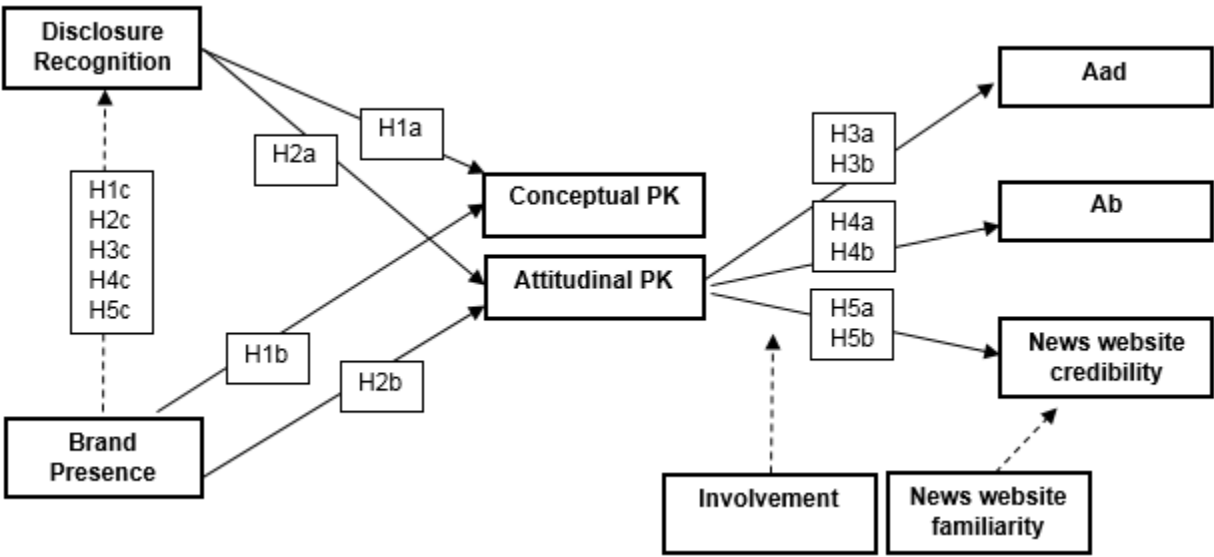 Disclosure
Recognition
Aad
H1a
H3a
H3b
H2a
H1c
H2c
H3c
H4c
H5c
Conceptual PK
Ab
H4a
H4b
Attitudinal PK
H5a
H5b
News website
credibility
H1b
H2b
Brand
Presence
Involvement
News website
familiarity